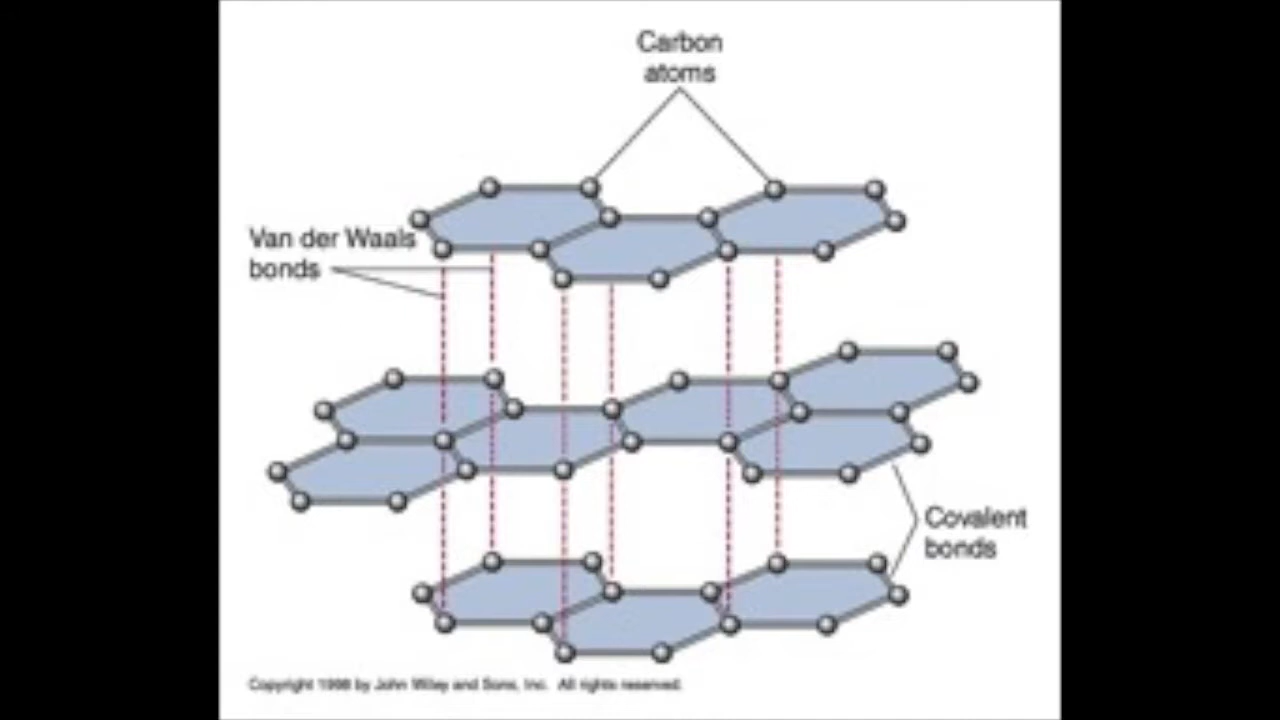 Carbon
atoms
Van der Waals
bonds
Covalent
bonds
Copyright 1998 by John Wiley and Sons, Inc. All rights reserved.